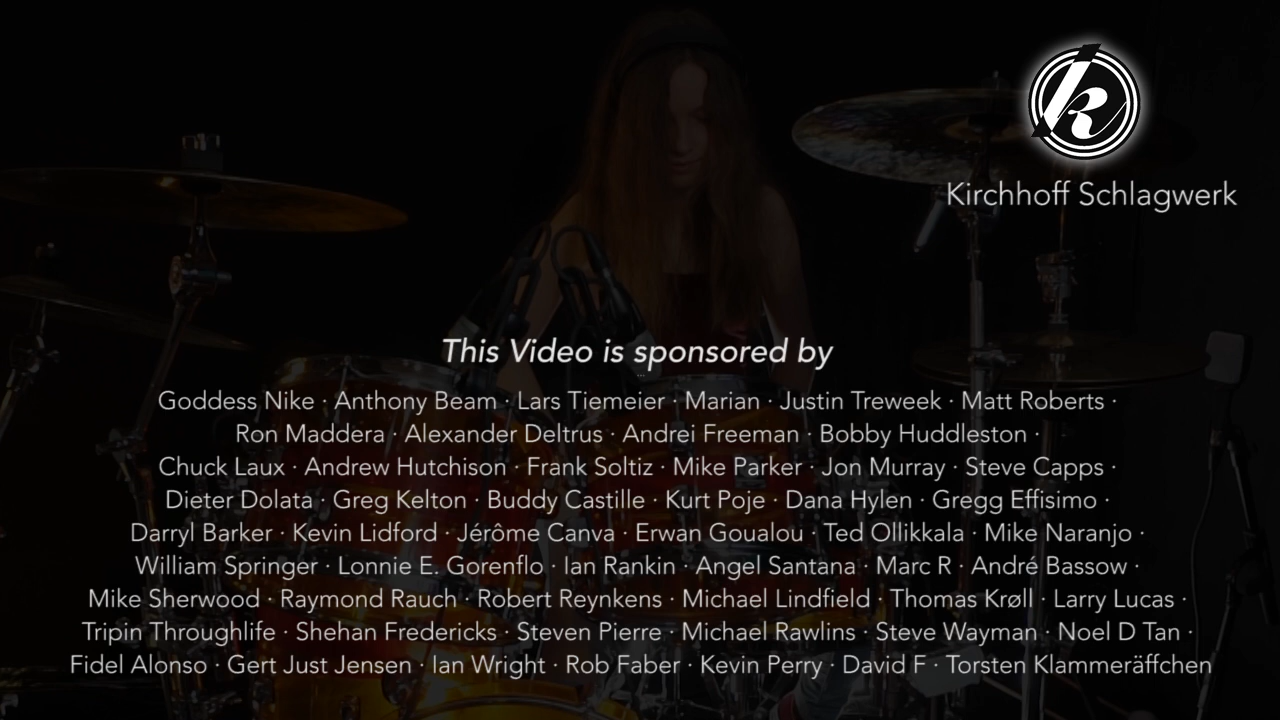 k
Kirchhoff Schlagwerk
This Video is sponsored by
Goddess Nike · Anthony Beam · Lars Tiemeier · Marian · Justin Treweek · Matt Roberts ·
Ron Maddera · Alexander Deltrus · Andrei Freeman · Bobby Huddleston ·
Chuck Laux · Andrew Hutchison · Frank Soltiz · Mike Parker · Jon Murray · Steve Capps ·
Dieter Dolata · Greg Kelton · Buddy Castille · Kurt Poje · Dana Hylen · Gregg Effisimo ·
Darryl Barker · Kevin Lidford · Jérôme Canva · Erwan Goualou · Ted Ollikkala · Mike Naranjo ·
William Springer · Lonnie E. Gorenflo · Ian Rankin · Angel Santana · Marc R · André Bassow ·
Mike Sherwood · Raymond Rauch · Robert Reynkens · Michael Lindfield · Thomas Krøll · Larry Lucas ·
Tripin Throughlife · Shehan Fredericks · Steven Pierre · Michael Rawlins · Steve Wayman · Noel D Tan ·
Fidel Alonso · Gert Just Jensen · Ian Wright · Rob Faber · Kevin Perry · David F · Torsten Klammeräffchen